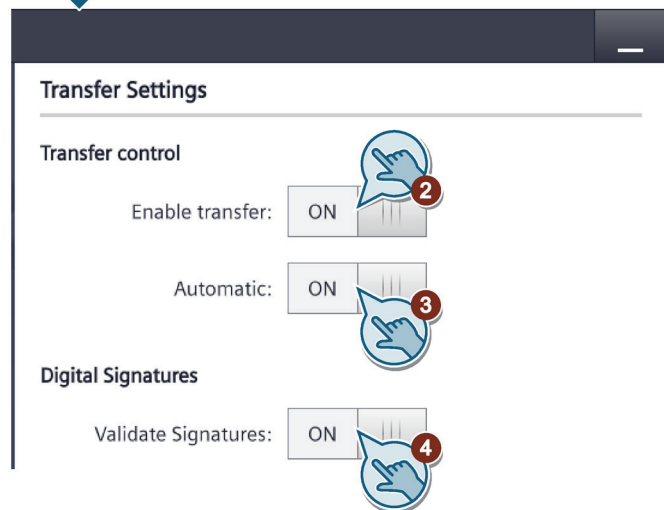 Transfer Settings
Transfer control
2
Enable transfer: ON
Automatic: ON
3
Digital Signatures
Validate Signatures: ON
4